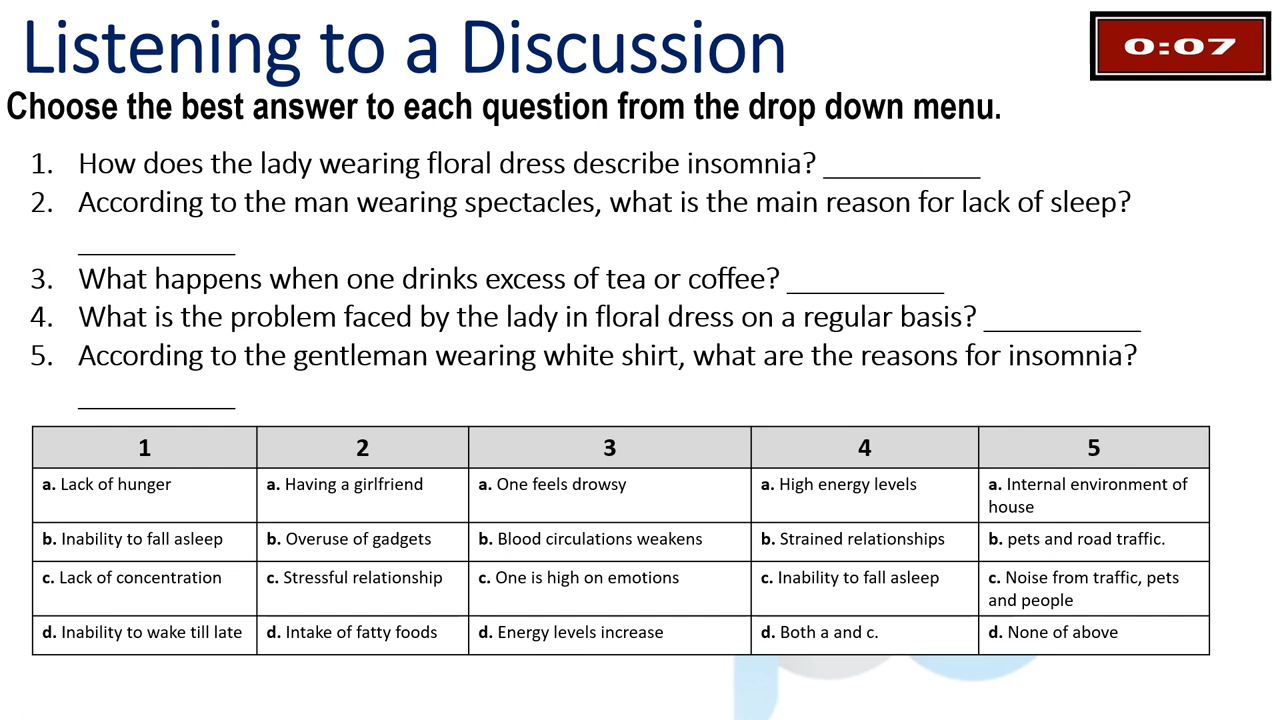 Listening to a Discussion
0:07
Choose the best answer to each question from the drop down menu.
1. How does the lady wearing floral dress describe insomnia? __________
2. According to the man wearing spectacles, what is the main reason for lack of sleep?
__________
3. What happens when one drinks excess of tea or coffee? __________
4. What is the problem faced by the lady in floral dress on a regular basis? __________
5. According to the gentleman wearing white shirt, what are the reasons for insomnia?
__________
1 2 3 4 5
a. Lack of hunger a. Having a girlfriend a. One feels drowsy a. High energy levels a. Internal environment of
house
b. Inability to fall asleep b. Overuse of gadgets b. Blood circulations weakens b. Strained relationships b. pets and road traffic.
c. Lack of concentration c. Stressful relationship c. One is high on emotions c. Inability to fall asleep c. Noise from traffic, pets
and people
d. Inability to wake till late d. Intake of fatty foods d. Energy levels increase d. Both a and c. d. None of above